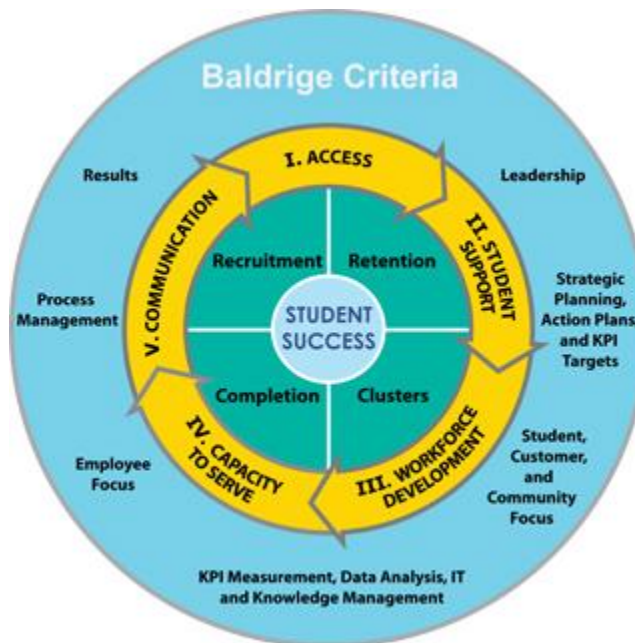 Baldrige Criteria
I. ACCESS
II. STUDENT
SUPPORT
III. WORKFORCE
DEVELOPMENT
IV. CAPACITY
TO SERVE
V. COMMUNICATION
Recruitment
Retention
STUDENT
SUCCESS
Completion
Clusters
Leadership
Strategic
Planning,
Action Plans
and KPI
Targets
Student,
Customer,
and
Community
Focus
KPI Measurement, Data Analysis, IT
and Knowledge Management
Employee
Focus
Process
Management
Results